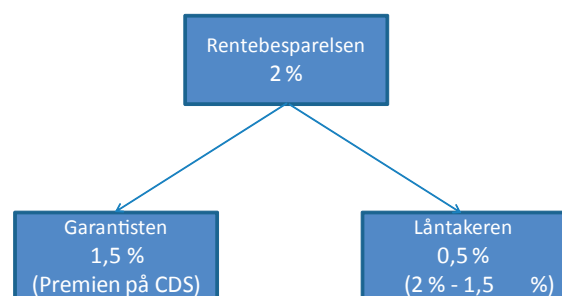 Rentebesparelsen
2 %
Garantisten
1,5 %
(Premien på CDS)
Låntakeren
0,5 %
(2 % - 1,5 %)